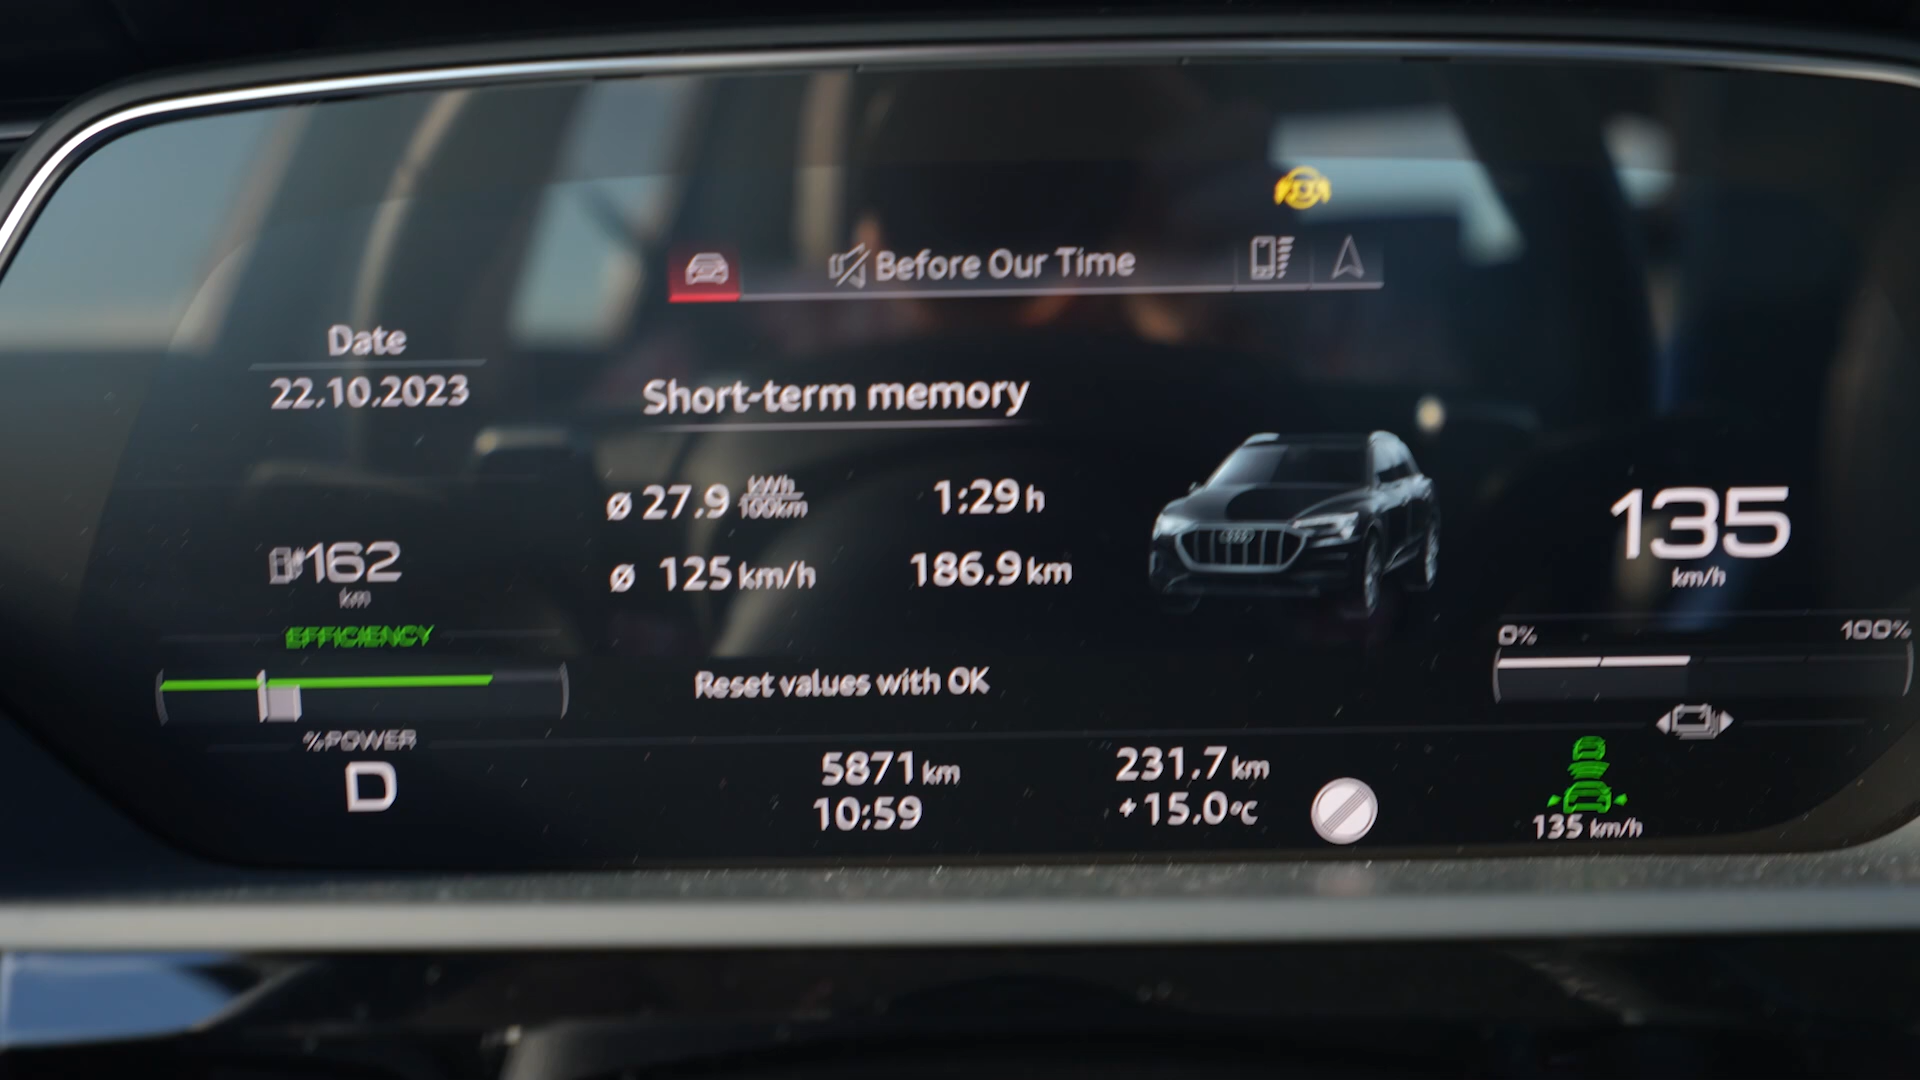 Before Our Time
Date
22.10.2023
Short-term memory
ø 27.9 kWh/100km 1:29 h
ø 125 km/h 186.9 km
162
km
135
km/h
EFFICIENCY
0% 100%
Reset values with OK
%POWER
D
5871 km 231.7 km
10:59 +15.0°C
135 km/h